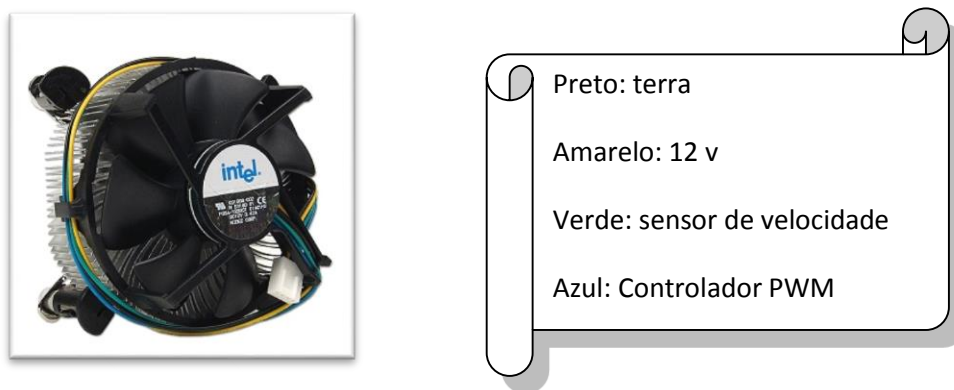 intel.
Preto: terra
Amarelo: 12 v
Verde: sensor de velocidade
Azul: Controlador PWM